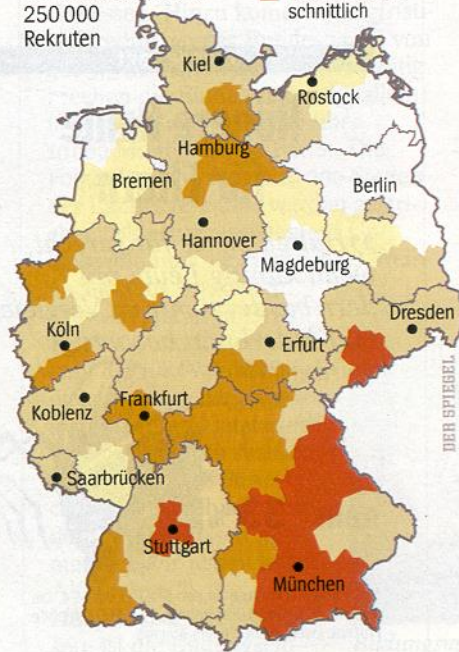 250 000
Rekruten
schnittlich
Kiel
Rostock
Hamburg
Bremen
Berlin
Hannover
Magdeburg
Köln
Erfurt
Dresden
Koblenz
Frankfurt
Saarbrücken
Stuttgart
München
DER SPIEGEL